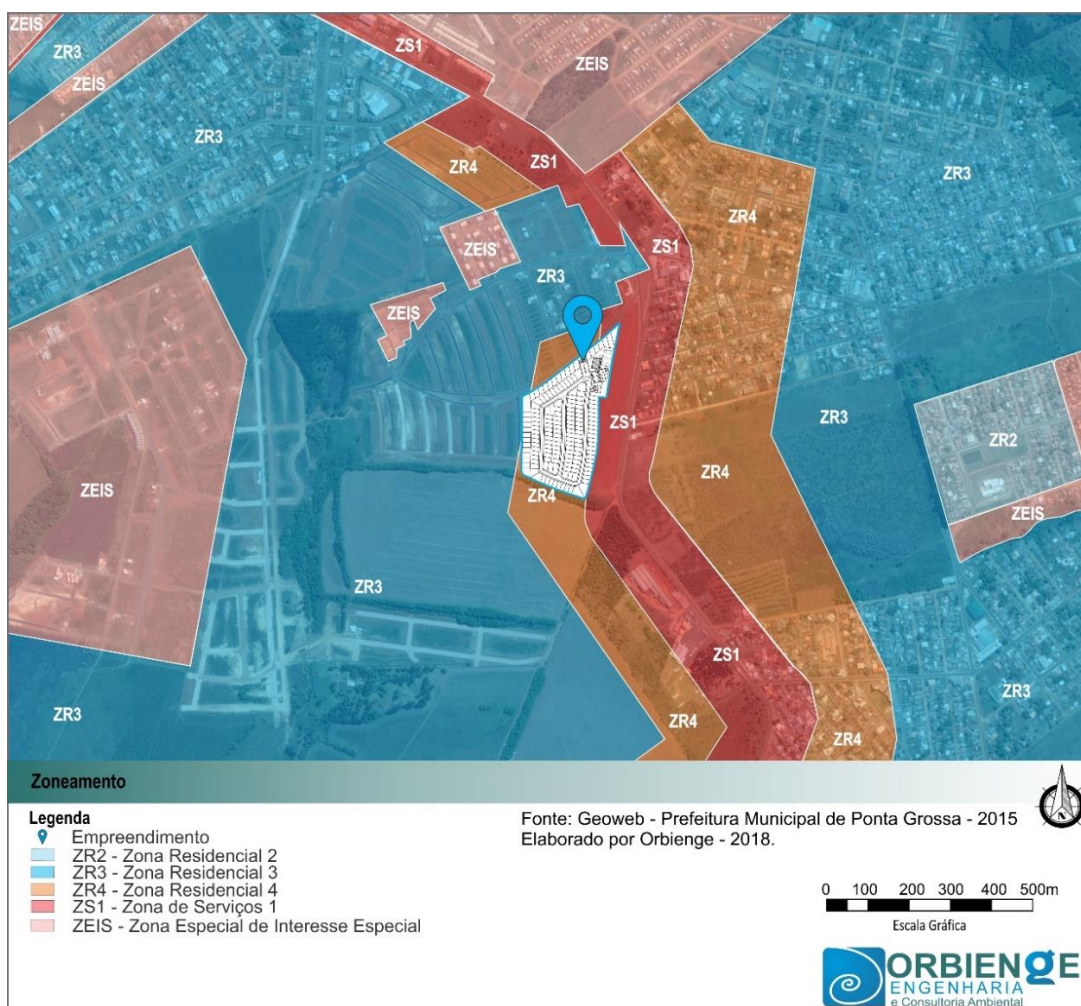 ZEIS
ZR3
ZS1
ZEIS
ZEIS
ZR3
ZR4
ZS1
ZR3
ZR4
ZS1
ZEIS
ZR3
ZEIS
ZS1
ZR3
ZR2
ZR4
ZEIS
ZR4
ZEIS
ZR3
ZS1
ZR3
ZR3
ZR4
ZR4
Zoneamento
Legenda
Empreendimento
ZR2 - Zona Residencial 2
ZR3 - Zona Residencial 3
ZR4 - Zona Residencial 4
ZS1 - Zona de Serviços 1
ZEIS - Zona Especial de Interesse Especial
Fonte: Geoweb - Prefeitura Municipal de Ponta Grossa - 2015
Elaborado por Orbienge - 2018.
N
0 100 200 300 400 500m
Escala Gráfica
ORBIENGE
ENGENHARIA
e Consultoria Ambiental